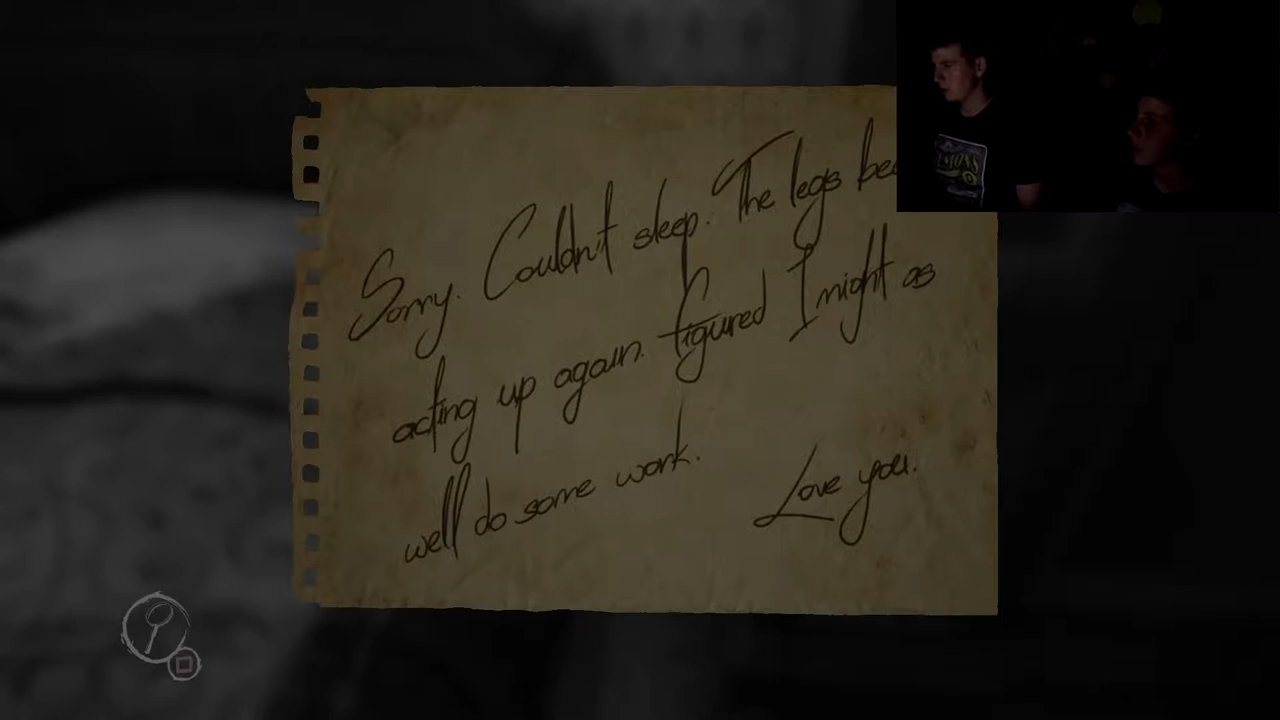 Sorry. Couldn't sleep. The legs
acting up again. figured I might as
well do some work.
Love you.